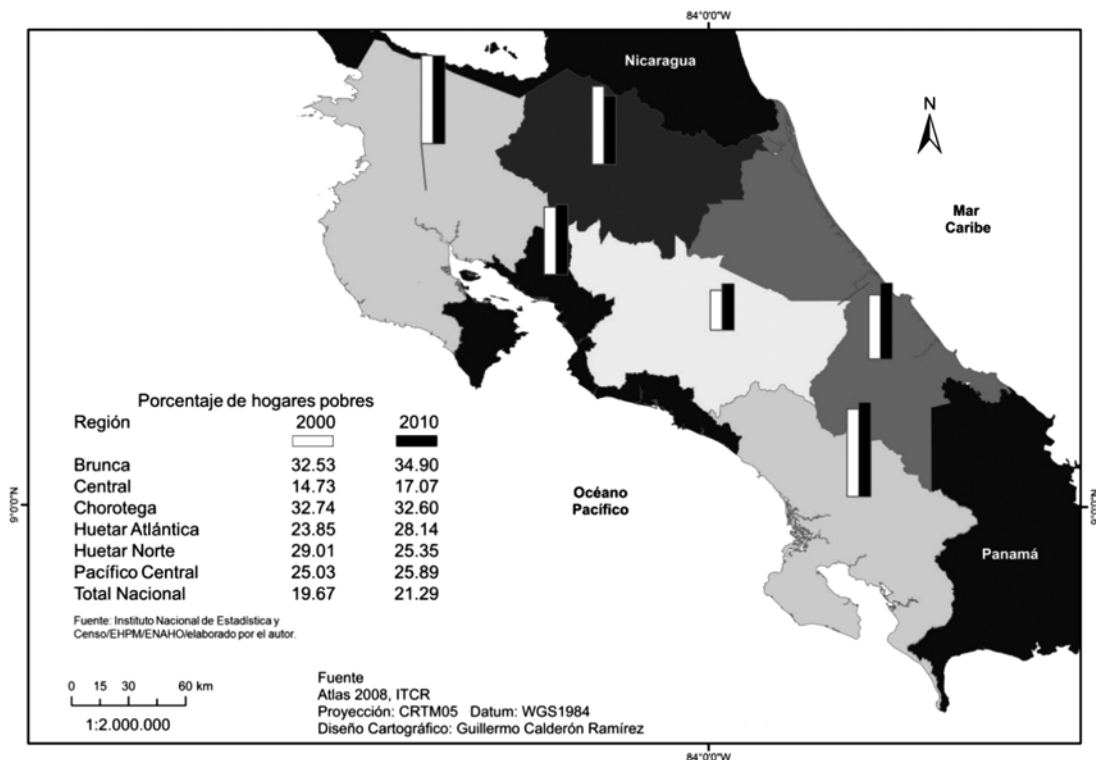 84°0'0"W
Nicaragua
N
Mar
Caribe
Porcentaje de hogares pobres
Región 2000 2010
Brunca 32.53 34.90
Central 14.73 17.07
Chorotega 32.74 32.60
Huetar Atlántica 23.85 28.14
Huetar Norte 29.01 25.35
Pacífico Central 25.03 25.89
Total Nacional 19.67 21.29
Fuente: Instituto Nacional de Estadística y
Censo/EHPM/ENAHO/elaborado por el autor.
Océano
Pacífico
Panamá
9°0'0"N
9°0'0"N
0 15 30 60 km
1:2.000.000
Fuente
Atlas 2008, ITCR
Proyección: CRTM05 Datum: WGS1984
Diseño Cartográfico: Guillermo Calderón Ramírez
84°0'0"W